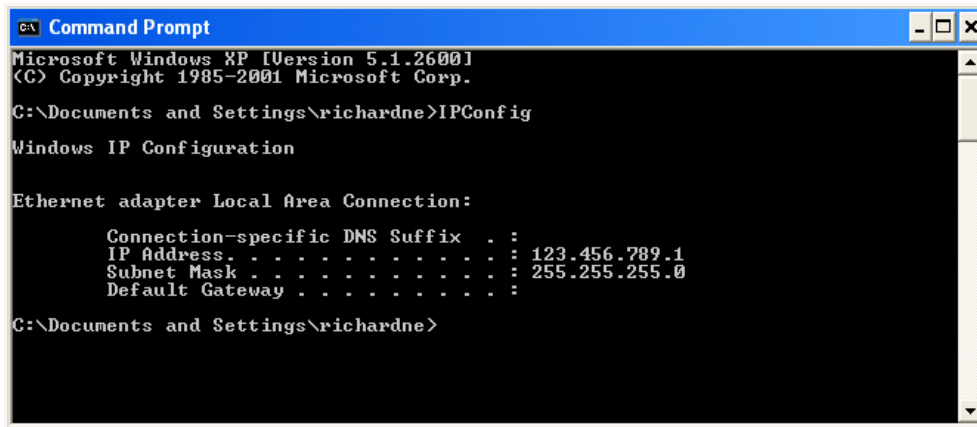 Command Prompt
Microsoft Windows XP [Version 5.1.2600]
(C) Copyright 1985-2001 Microsoft Corp.
C:\Documents and Settings\richardne>IPConfig
Windows IP Configuration
Ethernet adapter Local Area Connection:
Connection-specific DNS Suffix  . :
IP Address. . . . . . . . . . . . : 123.456.789.1
Subnet Mask . . . . . . . . . . . : 255.255.255.0
Default Gateway . . . . . . . . . :
C:\Documents and Settings\richardne>